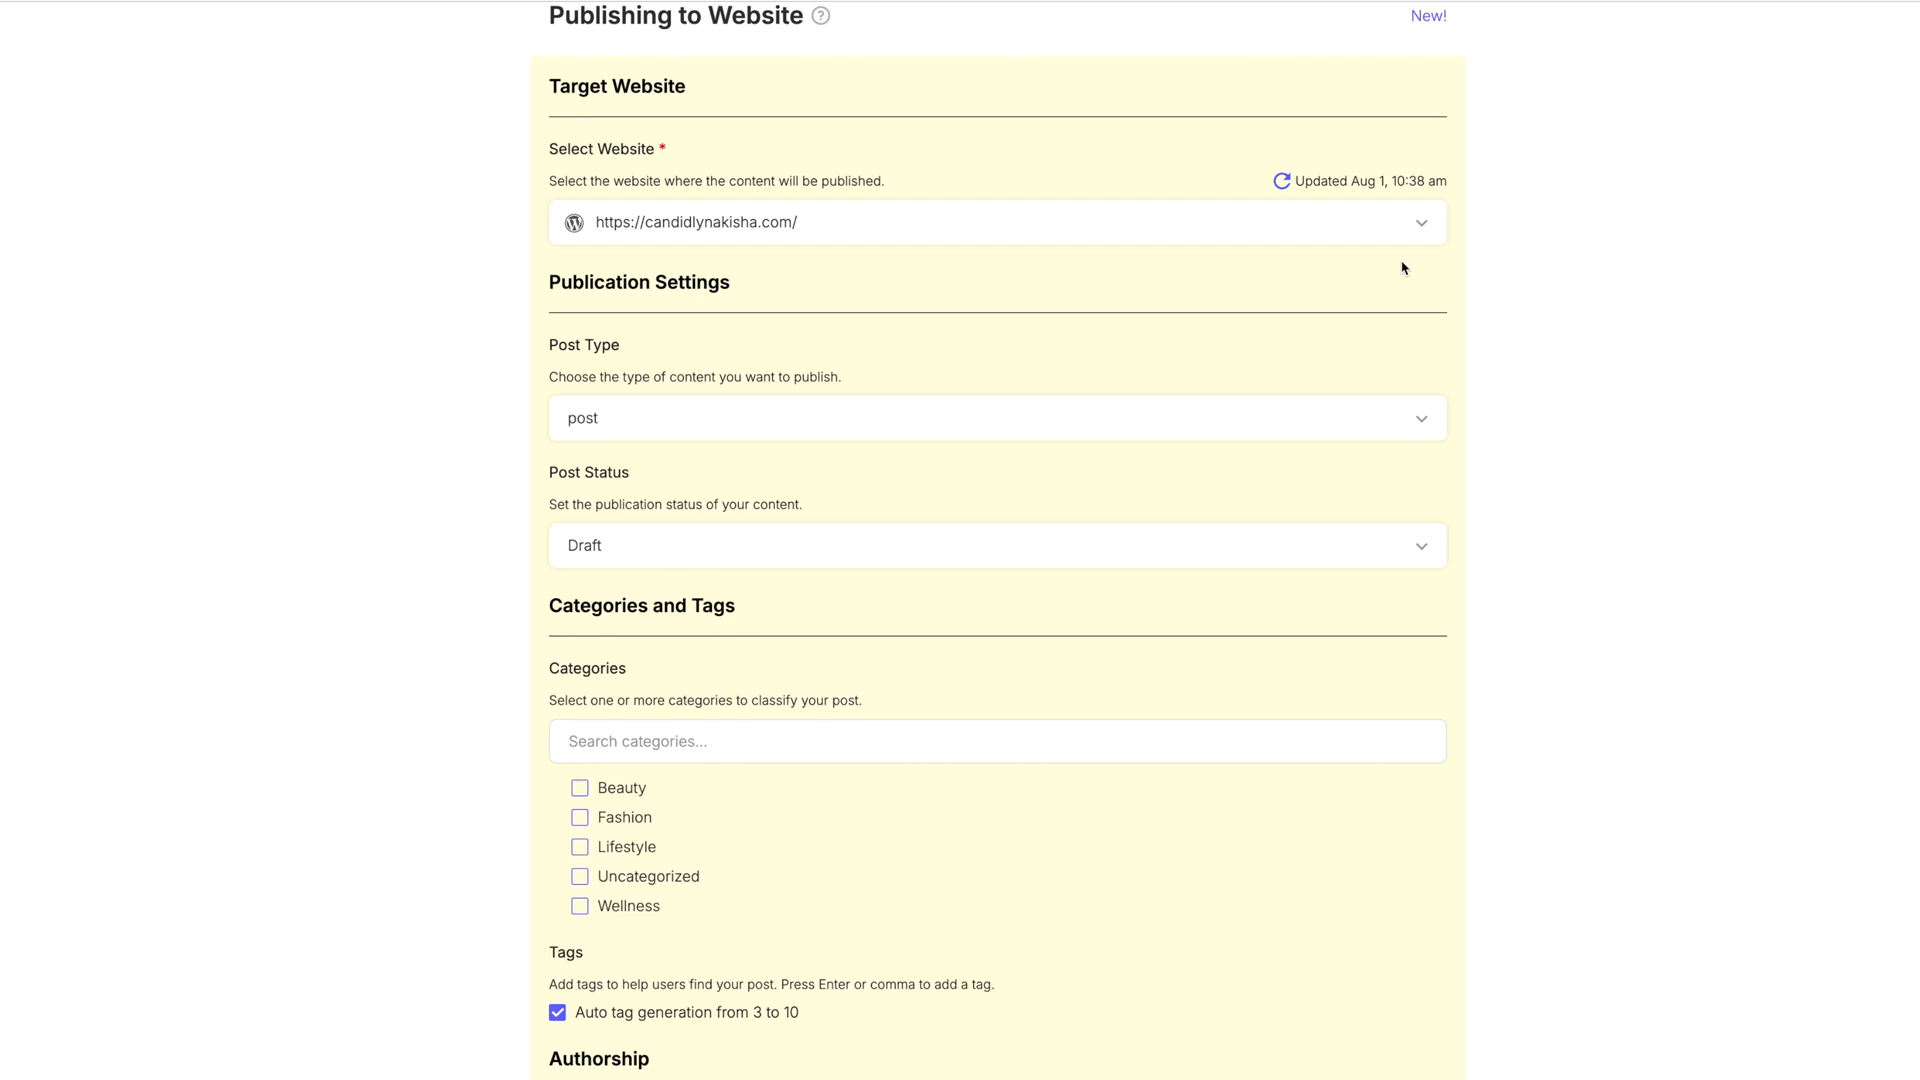 Publishing to Website
New!
Target Website
Select Website *
Select the website where the content will be published.
Updated Aug 1, 10:38 am
https://candidlynakisha.com/
Publication Settings
Post Type
Choose the type of content you want to publish.
post
Post Status
Set the publication status of your content.
Draft
Categories and Tags
Categories
Select one or more categories to classify your post.
Search categories...
Beauty
Fashion
Lifestyle
Uncategorized
Wellness
Tags
Add tags to help users find your post. Press Enter or comma to add a tag.
Auto tag generation from 3 to 10
Authorship